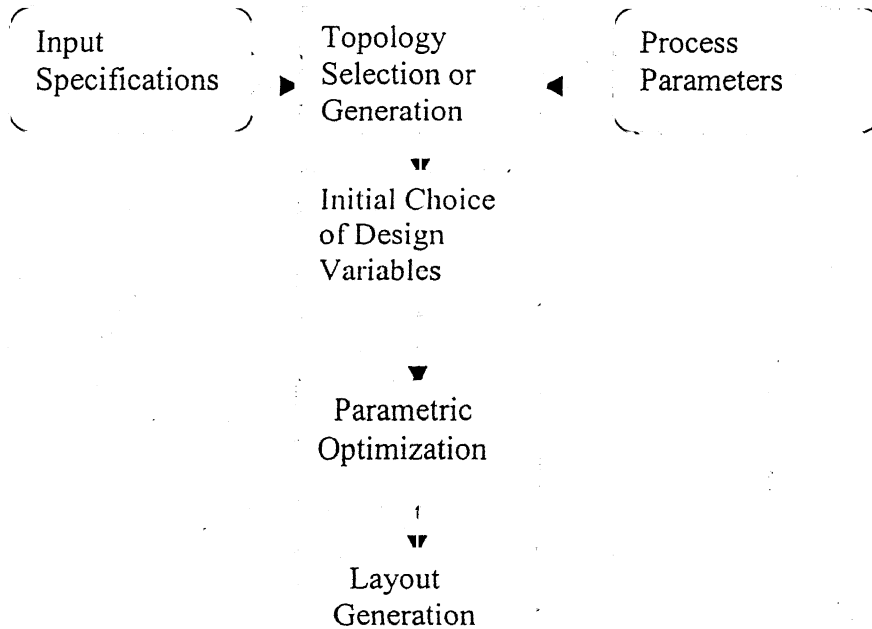 Input
Specifications
Topology
Selection or
Generation
Process
Parameters
Initial Choice
of Design
Variables
Parametric
Optimization
Layout
Generation